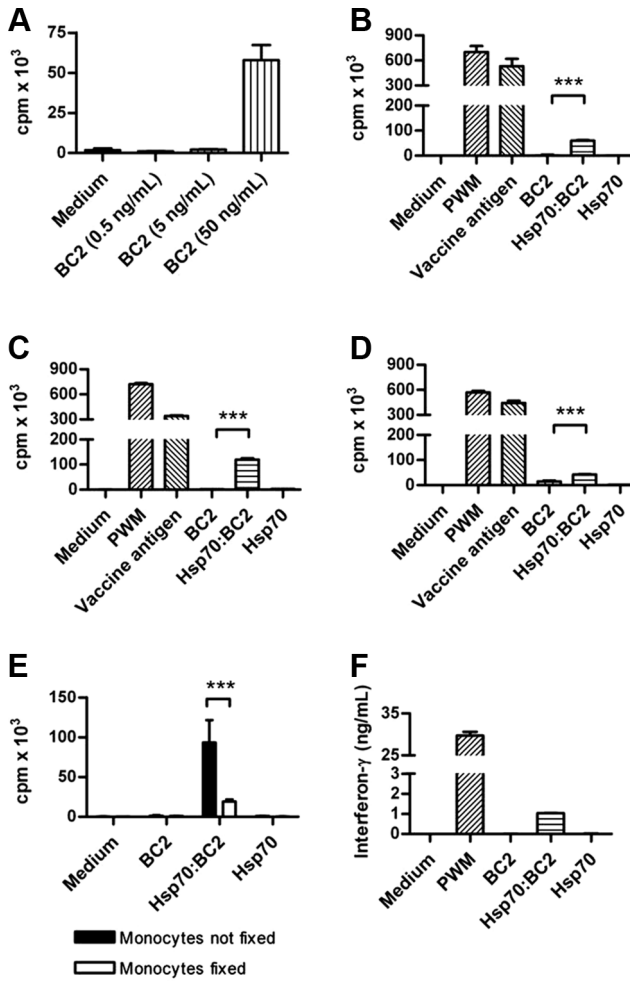 A
cpm x 10³
75
50
25
0
Medium
BC2 (0.5 ng/mL)
BC2 (5 ng/mL)
BC2 (50 ng/mL)
B
cpm x 10³
900
600
300
200
100
0
***
Medium
PWM
Vaccine antigen
BC2
Hsp70:BC2
Hsp70
C
cpm x 10³
900
600
300
200
100
0
***
Medium
PWM
Vaccine antigen
BC2
Hsp70:BC2
Hsp70
D
cpm x 10³
900
600
300
200
100
0
***
Medium
PWM
Vaccine antigen
BC2
Hsp70:BC2
Hsp70
E
cpm x 10³
150
100
50
0
***
Medium
BC2
Hsp70:BC2
Hsp70
Monocytes not fixed
Monocytes fixed
F
Interferon-γ (ng/mL)
35
25
3
2
1
0
Medium
PWM
BC2
Hsp70:BC2
Hsp70